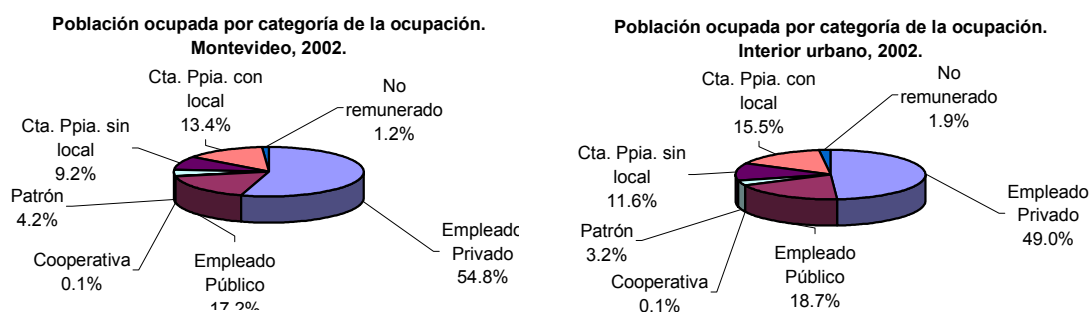 Población ocupada por categoría de la ocupación.
Montevideo, 2002.
Cta. Ppia. con
local
13.4%
No
remunerado
1.2%
Cta. Ppia. sin
local
9.2%
Patrón
4.2%
Cooperativa
0.1%
Empleado
Público
17.2%
Empleado
Privado
54.8%
Población ocupada por categoría de la ocupación.
Interior urbano, 2002.
Cta. Ppia. con
local
15.5%
No
remunerado
1.9%
Cta. Ppia. sin
local
11.6%
Patrón
3.2%
Cooperativa
0.1%
Empleado
Público
18.7%
Empleado
Privado
49.0%